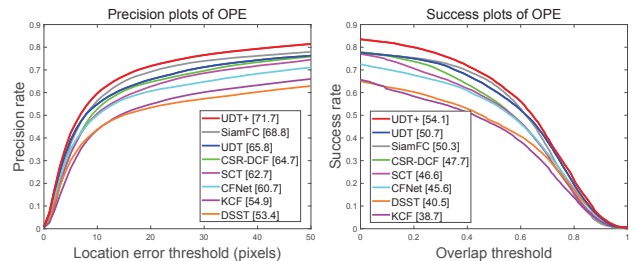 Precision plots of OPE
0.9
0.8
0.7
0.6
0.5
0.4
0.3
0.2
0.1
0
0 10 20 30 40 50
Precision rate
Location error threshold (pixels)
UDT+ [71.7]
SiamFC [68.8]
UDT [65.8]
CSR-DCF [64.7]
SCT [62.7]
CFNet [60.7]
KCF [54.9]
DSST [53.4]
Success plots of OPE
0.9
0.8
0.7
0.6
0.5
0.4
0.3
0.2
0.1
0
0 0.2 0.4 0.6 0.8 1
Success rate
Overlap threshold
UDT+ [54.1]
UDT [50.7]
SiamFC [50.3]
CSR-DCF [47.7]
SCT [46.6]
CFNet [45.6]
DSST [40.5]
KCF [38.7]